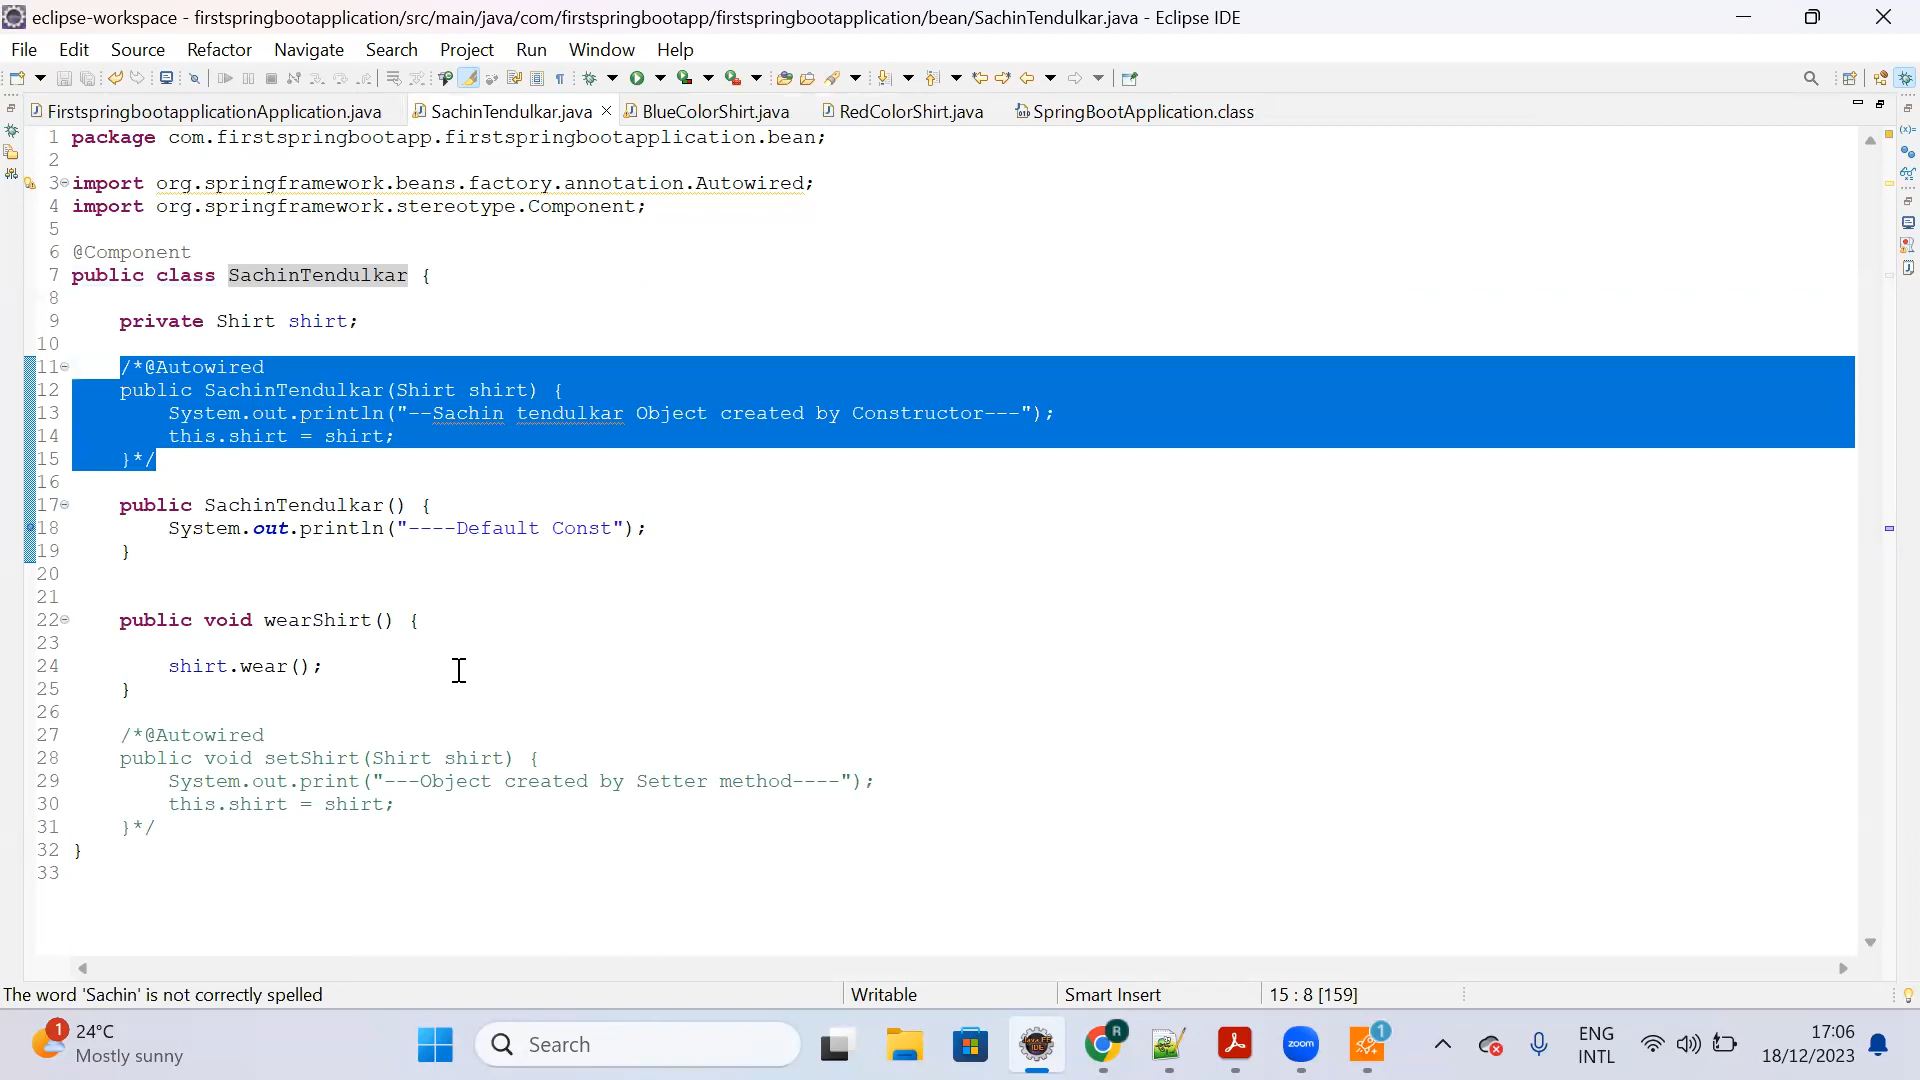 eclipse-workspace - firstspringbootapplication/src/main/java/com/firstspringbootapp/firstspringbootapplication/bean/SachinTendulkar.java - Eclipse IDE
File Edit Source Refactor Navigate Search Project Run Window Help
FirstspringbootapplicationApplication.java SachinTendulkar.java BlueColorShirt.java RedColorShirt.java SpringBootApplication.class
1 package com.firstspringbootapp.firstspringbootapplication.bean;
2
3 import org.springframework.beans.factory.annotation.Autowired;
4 import org.springframework.stereotype.Component;
5
6 @Component
7 public class SachinTendulkar {
8
9 private Shirt shirt;
10
11 /*@Autowired
12 public SachinTendulkar(Shirt shirt) {
13 System.out.println("--Sachin tendulkar Object created by Constructor---");
14 this.shirt = shirt;
15 }*/
16
17 public SachinTendulkar() {
18 System.out.println("----Default Const");
19 }
20
21
22 public void wearShirt() {
23
24 shirt.wear();
25 }
26
27 /*@Autowired
28 public void setShirt(Shirt shirt) {
29 System.out.print("---Object created by Setter method----");
30 this.shirt = shirt;
31 }*/
32 }
33
The word 'Sachin' is not correctly spelled Writable Smart Insert 15 : 8 [159]
1 24°C
Mostly sunny
Search
R
zoom
1
ENG
INTL
17:06
18/12/2023